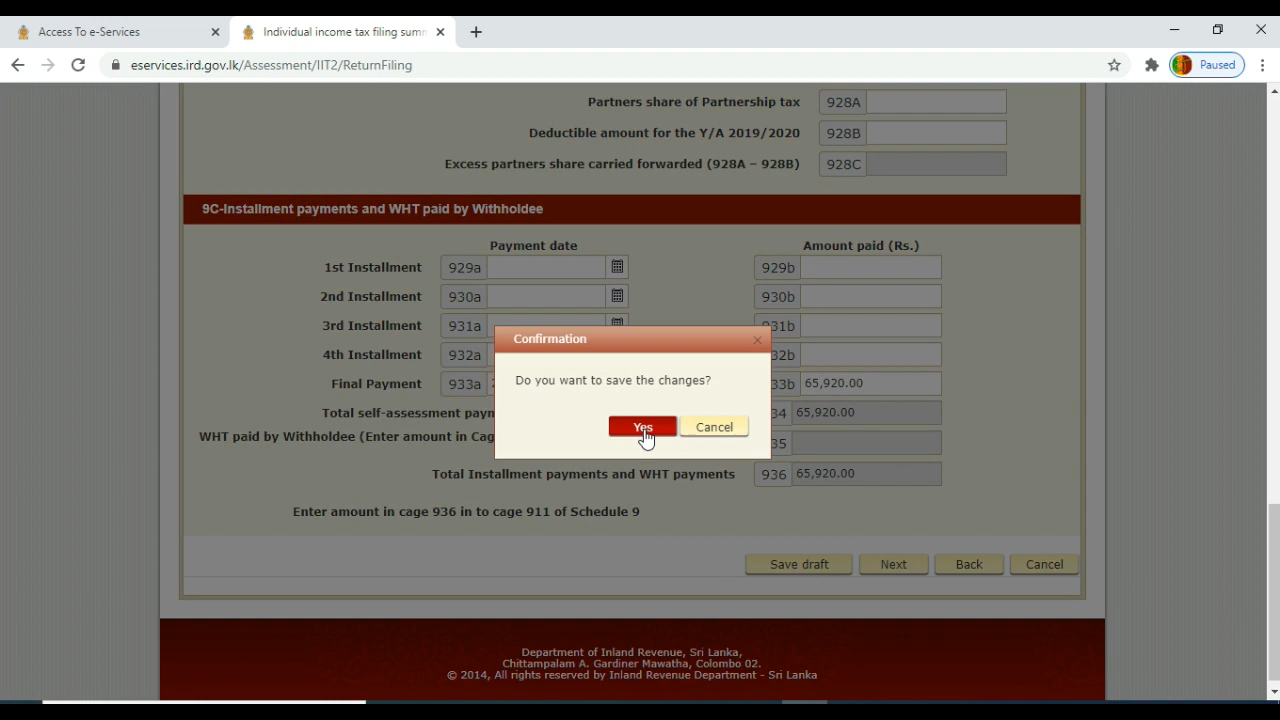 Access To e-Services
Individual income tax filing sum
eservices.ird.gov.lk/Assessment/IIT2/ReturnFiling
Paused
Partners share of Partnership tax 928A
Deductible amount for the Y/A 2019/2020 928B
Excess partners share carried forwarded (928A – 928B) 928C
9C-Installment payments and WHT paid by Withholdee
Payment date Amount paid (Rs.)
1st Installment 929a 929b
2nd Installment 930a 930b
3rd Installment 931a 31b
4th Installment 932a 32b
Final Payment 933a 33b 65,920.00
Total self-assessment paym 34 65,920.00
WHT paid by Withholdee (Enter amount in Cag 35
Total Installment payments and WHT payments 936 65,920.00
Enter amount in cage 936 in to cage 911 of Schedule 9
Confirmation
Do you want to save the changes?
Yes Cancel
Save draft Next Back Cancel
Department of Inland Revenue, Sri Lanka,
Chittampalam A. Gardiner Mawatha, Colombo 02.
© 2014, All rights reserved by Inland Revenue Department - Sri Lanka